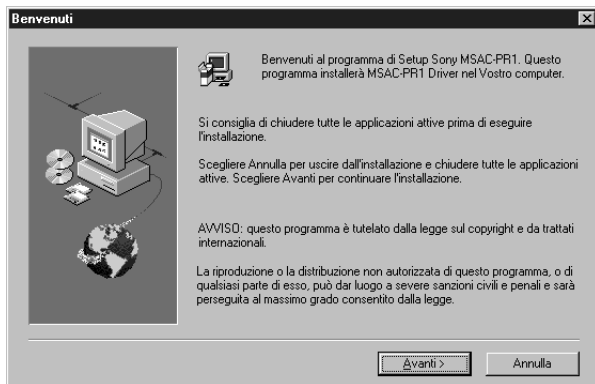 Benvenuti
Benvenuti al programma di Setup Sony MSAC-PR1. Questo
programma installerà MSAC-PR1 Driver nel Vostro computer.
Si consiglia di chiudere tutte le applicazioni attive prima di eseguire
l'installazione.
Scegliere Annulla per uscire dall'installazione e chiudere tutte le applicazioni
attive. Scegliere Avanti per continuare l'installazione.
AVVISO: questo programma è tutelato dalla legge sul copyright e da trattati
internazionali.
La riproduzione o la distribuzione non autorizzata di questo programma, o di
qualsiasi parte di esso, può dar luogo a severe sanzioni civili e penali e sarà
perseguita al massimo grado consentito dalla legge.
Avanti >
Annulla